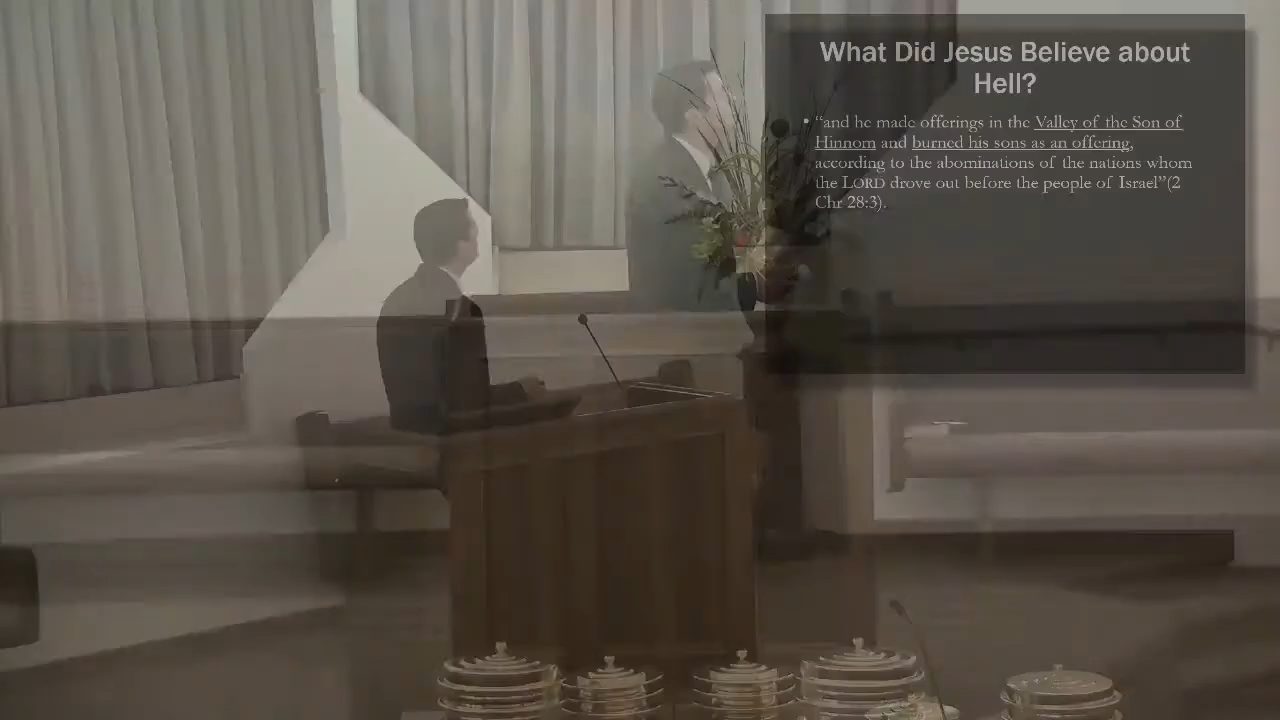 What Did Jesus Believe about
Hell?
• “and he made offerings in the Valley of the Son of
Hinnom and burned his sons as an offering,
according to the abominations of the nations whom
the LORD drove out before the people of Israel”(2
Chr 28:3).